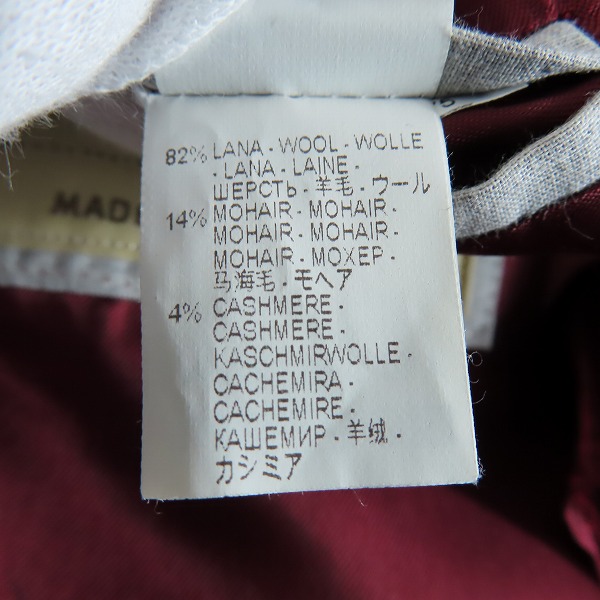 82% LANA - WOOL - WOLLE
- LANA - LAINE -
ШЕРСТЬ - 羊毛 - ウール
14% MOHAIR - MOHAIR -
MOHAIR - MOHAIR -
MOHAIR - МОХЕР -
马海毛 - モヘア
4% CASHMERE -
CASHMERE -
KASCHMIRWOLLE -
CACHEMIRA -
CACHEMIRE -
КАШЕМИР - 羊绒 -
カシミア
MADE